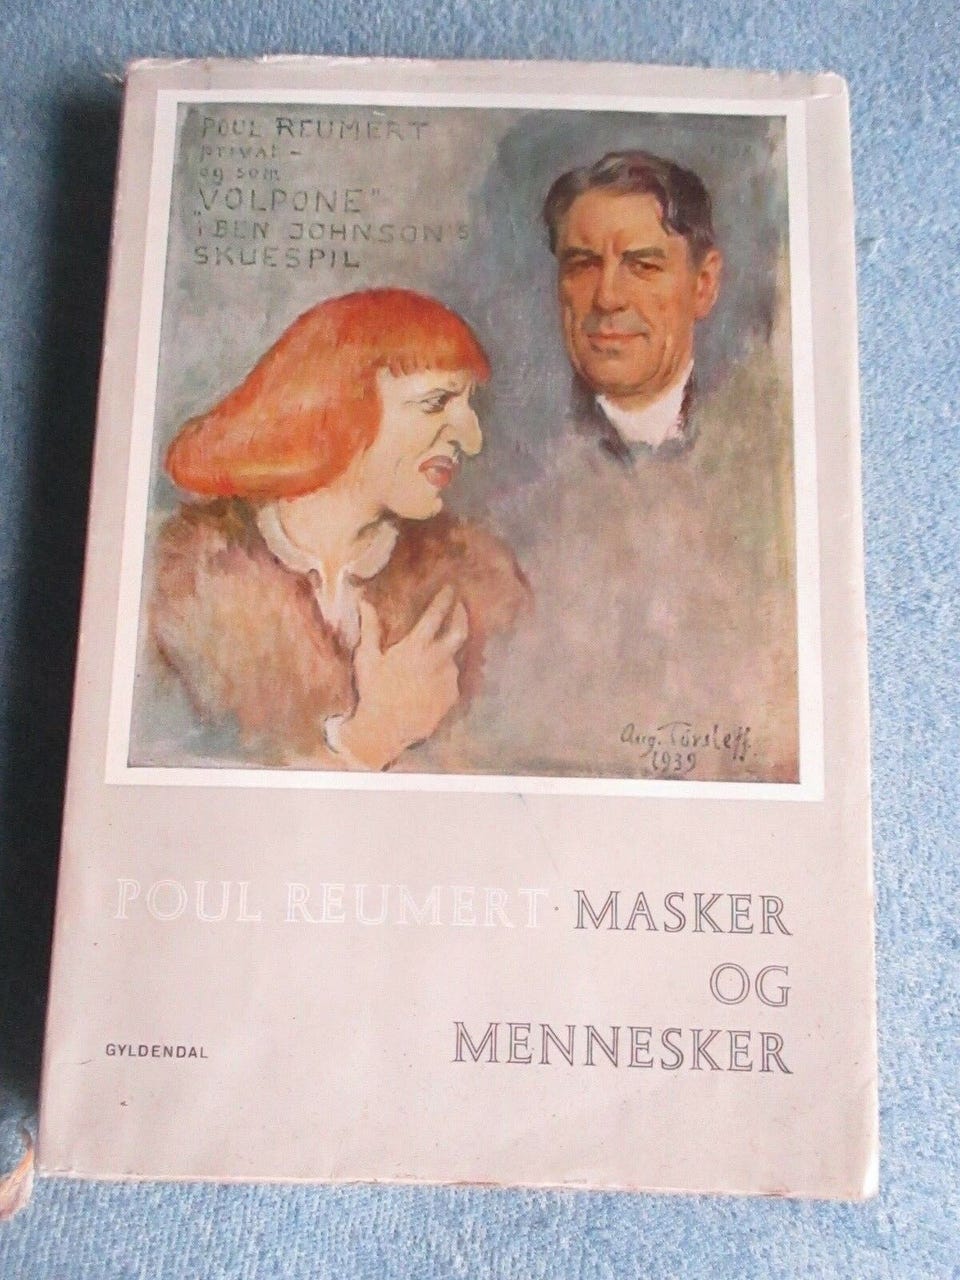 POUL REUMERT
privat -
og som
VOLPONE"
"i BEN JOHNSON'S
SKUESPIL
Aug. Tørsleff.
1939
POUL REUMERT MASKER
OG
MENNESKER
GYLDENDAL